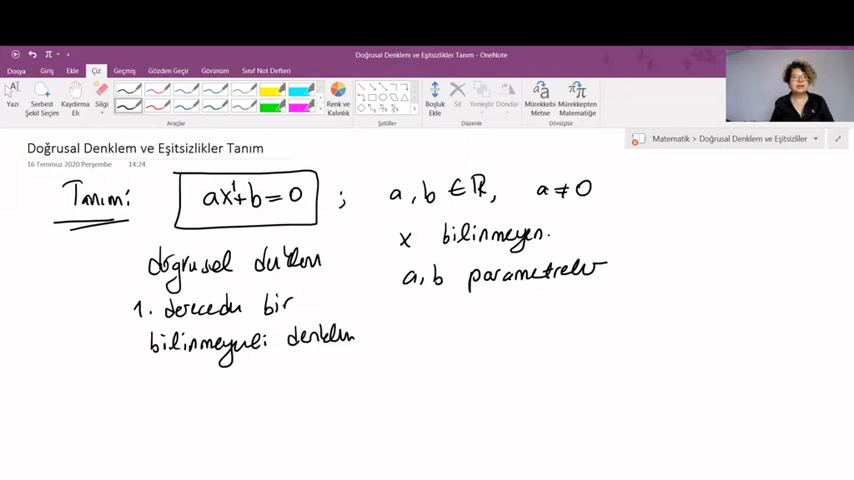 Doğrusal Denklem ve Eşitsizlikler Tanım - OneNote
Dosya Giriş Ekle Çiz Geçmiş Gözden Geçir Görünüm Sınıf Not Defteri
Yazı Serbest Şekil Seçim Kaydırma Eli Silgi Renk ve Kalınlık Boşluk Ekle Sil Yerleştir Döndür Mürekkebi Metne Mürekkepten Matematiğe
Araçlar Şekiller Düzenle Dönüştür
Matematik > Doğrusal Denklem ve Eşitsizliler
Doğrusal Denklem ve Eşitsizlikler Tanım
16 Temmuz 2020 Perşembe 14:24
Tanım: ax¹+b=0 ; a, b ∈ ℝ, a ≠ 0
x bilinmeyen.
doğrusal denklem
a, b parametreler
1. dereceden bir
bilinmeyenli denklem